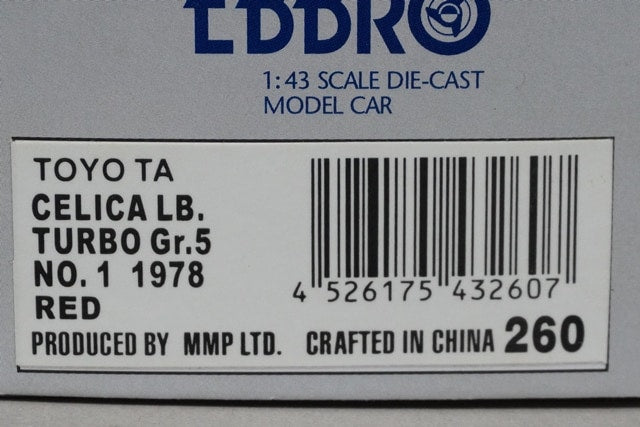 EBBRO
1:43 SCALE DIE-CAST
MODEL CAR
TOYO TA
CELICA LB.
TURBO Gr.5
NO. 1 1978
RED
4 526175 432607
PRODUCED BY MMP LTD. CRAFTED IN CHINA 260